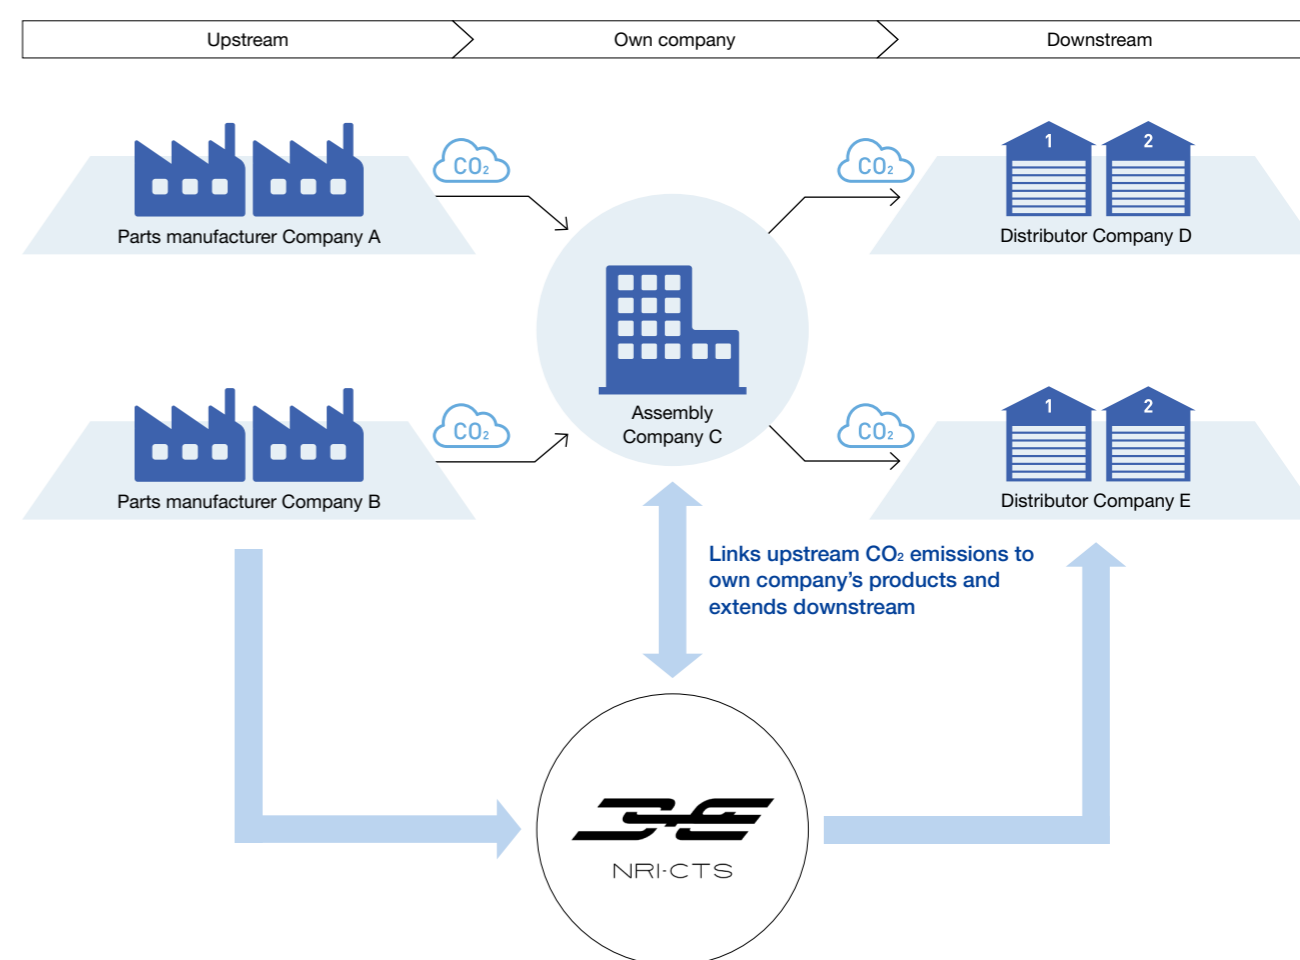 Upstream
Own company
Downstream
CO₂
CO₂
1
2
Parts manufacturer Company A
Distributor Company D
Assembly
Company C
CO₂
CO₂
1
2
Parts manufacturer Company B
Distributor Company E
Links upstream CO₂ emissions to
own company’s products and
extends downstream
NRI-CTS